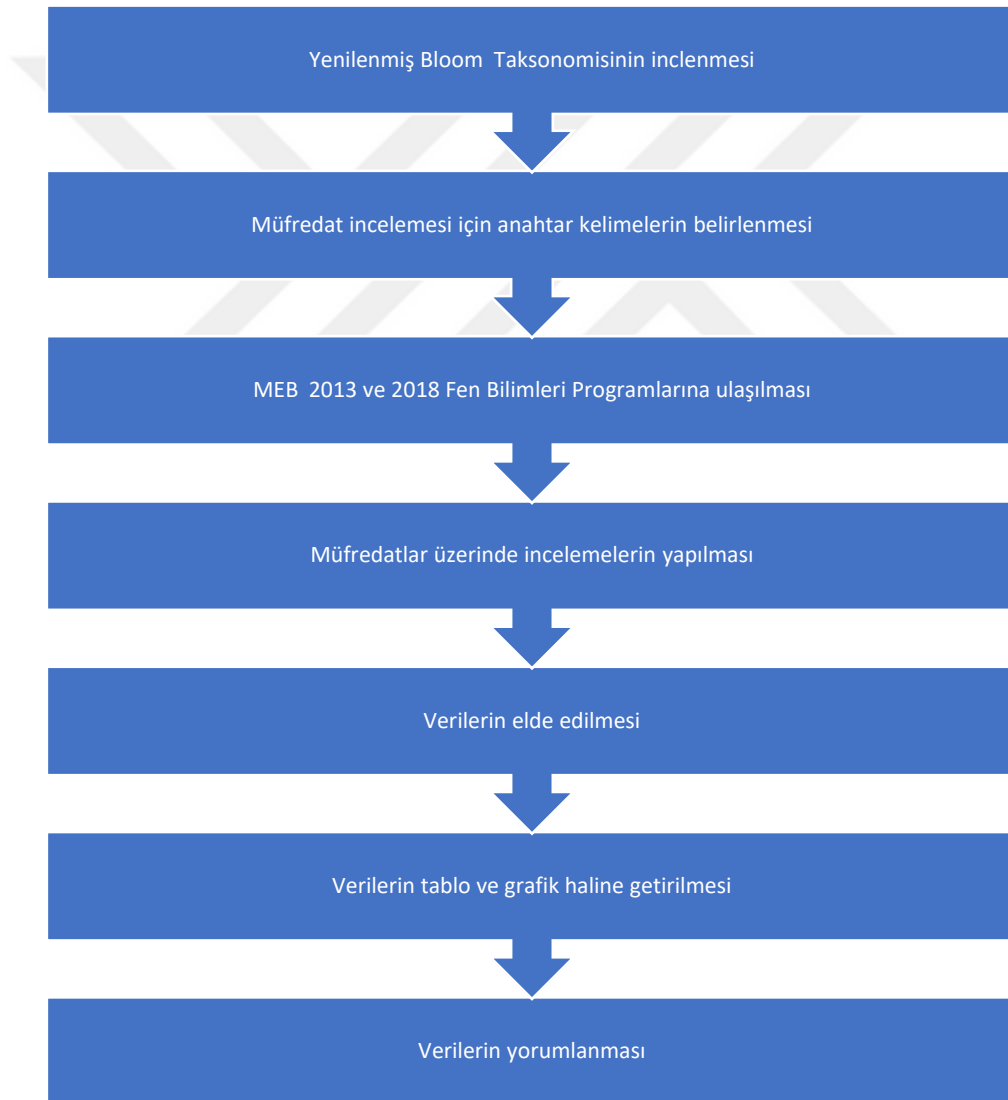 Yenilenmiş Bloom  Taksonomisinin inclenmesi
Müfredat incelemesi için anahtar kelimelerin belirlenmesi
MEB  2013 ve 2018 Fen Bilimleri Programlarına ulaşılması
Müfredatlar üzerinde incelemelerin yapılması
Verilerin elde edilmesi
Verilerin tablo ve grafik haline getirilmesi
Verilerin yorumlanması